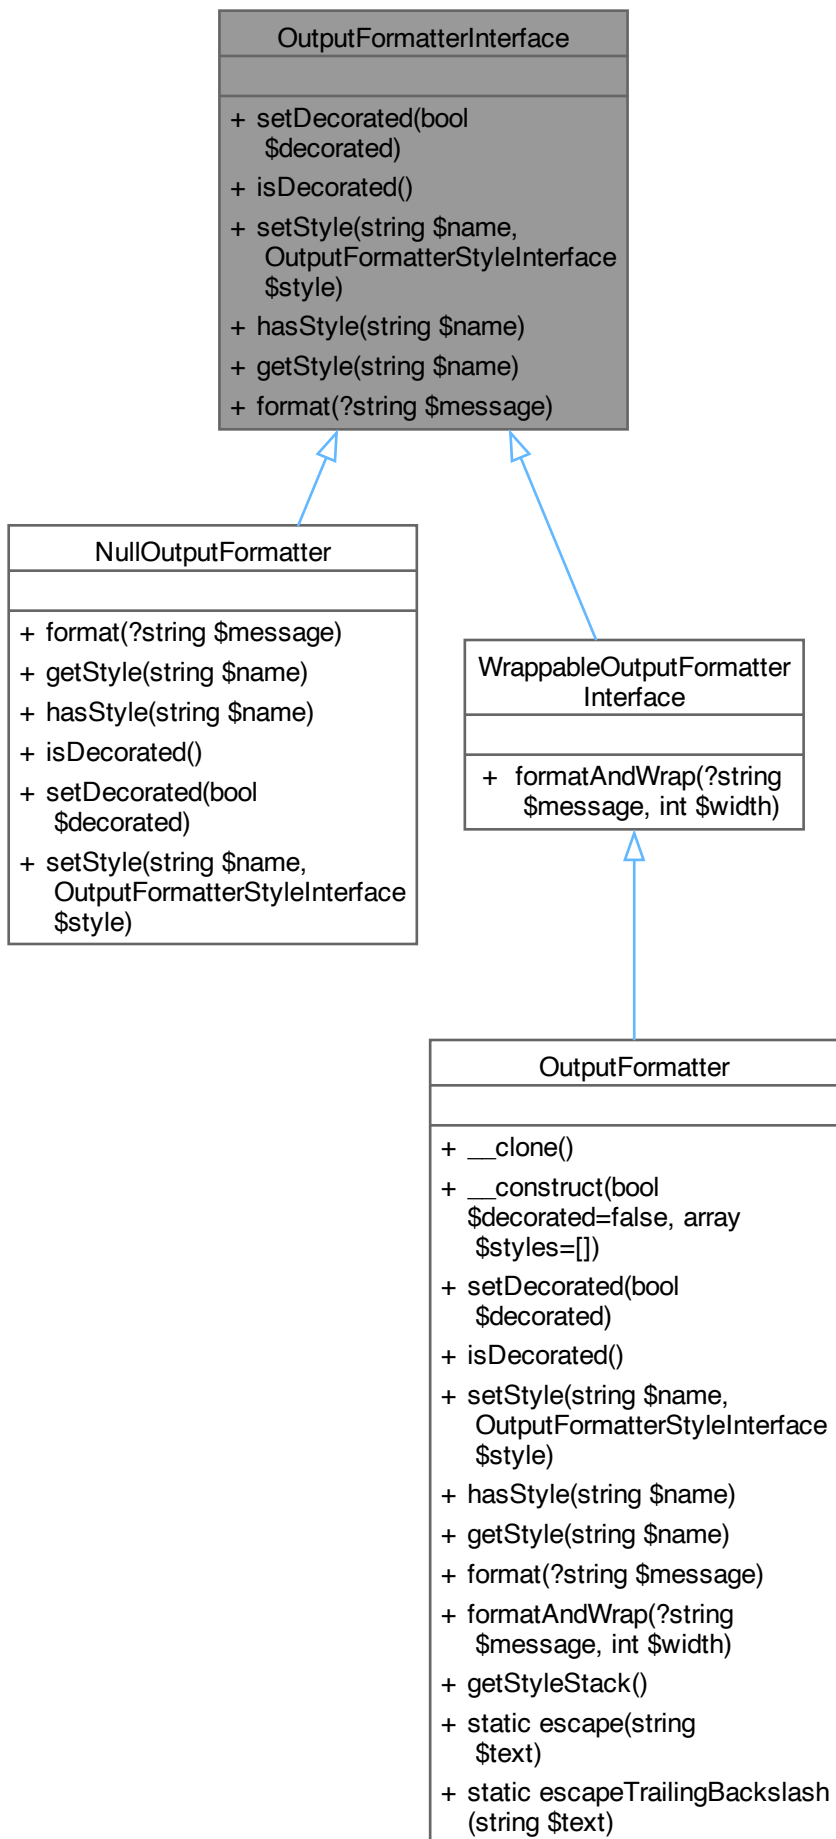 OutputFormatterInterface
+ setDecorated(bool
$decorated)
+ isDecorated()
+ setStyle(string $name,
OutputFormatterStyleInterface
$style)
+ hasStyle(string $name)
+ getStyle(string $name)
+ format(?string $message)
NullOutputFormatter
+ format(?string $message)
+ getStyle(string $name)
+ hasStyle(string $name)
+ isDecorated()
+ setDecorated(bool
$decorated)
+ setStyle(string $name,
OutputFormatterStyleInterface
$style)
WrappableOutputFormatter
Interface
+ formatAndWrap(?string
$message, int $width)
OutputFormatter
+ __clone()
+ __construct(bool
$decorated=false, array
$styles=[])
+ setDecorated(bool
$decorated)
+ isDecorated()
+ setStyle(string $name,
OutputFormatterStyleInterface
$style)
+ hasStyle(string $name)
+ getStyle(string $name)
+ format(?string $message)
+ formatAndWrap(?string
$message, int $width)
+ getStyleStack()
+ static escape(string
$text)
+ static escapeTrailingBackslash
(string $text)